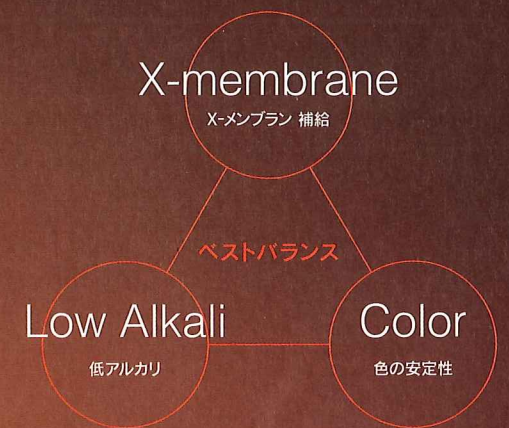 X-membrane
X-メンブラン 補給
ベストバランス
Low Alkali
低アルカリ
Color
色の安定性